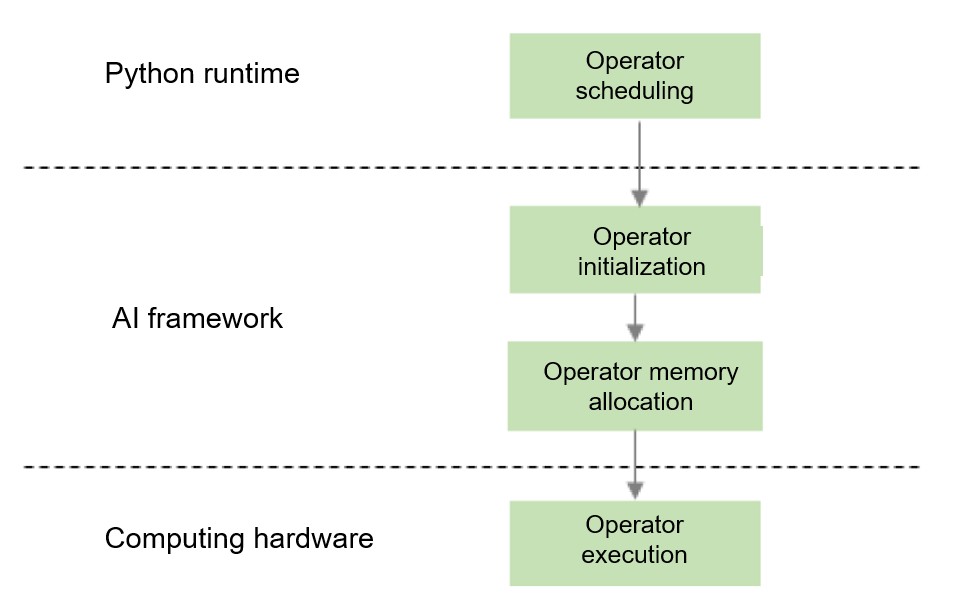 Python runtime
Operator
scheduling
Operator
initialization
AI framework
Operator memory
allocation
Computing hardware
Operator
execution